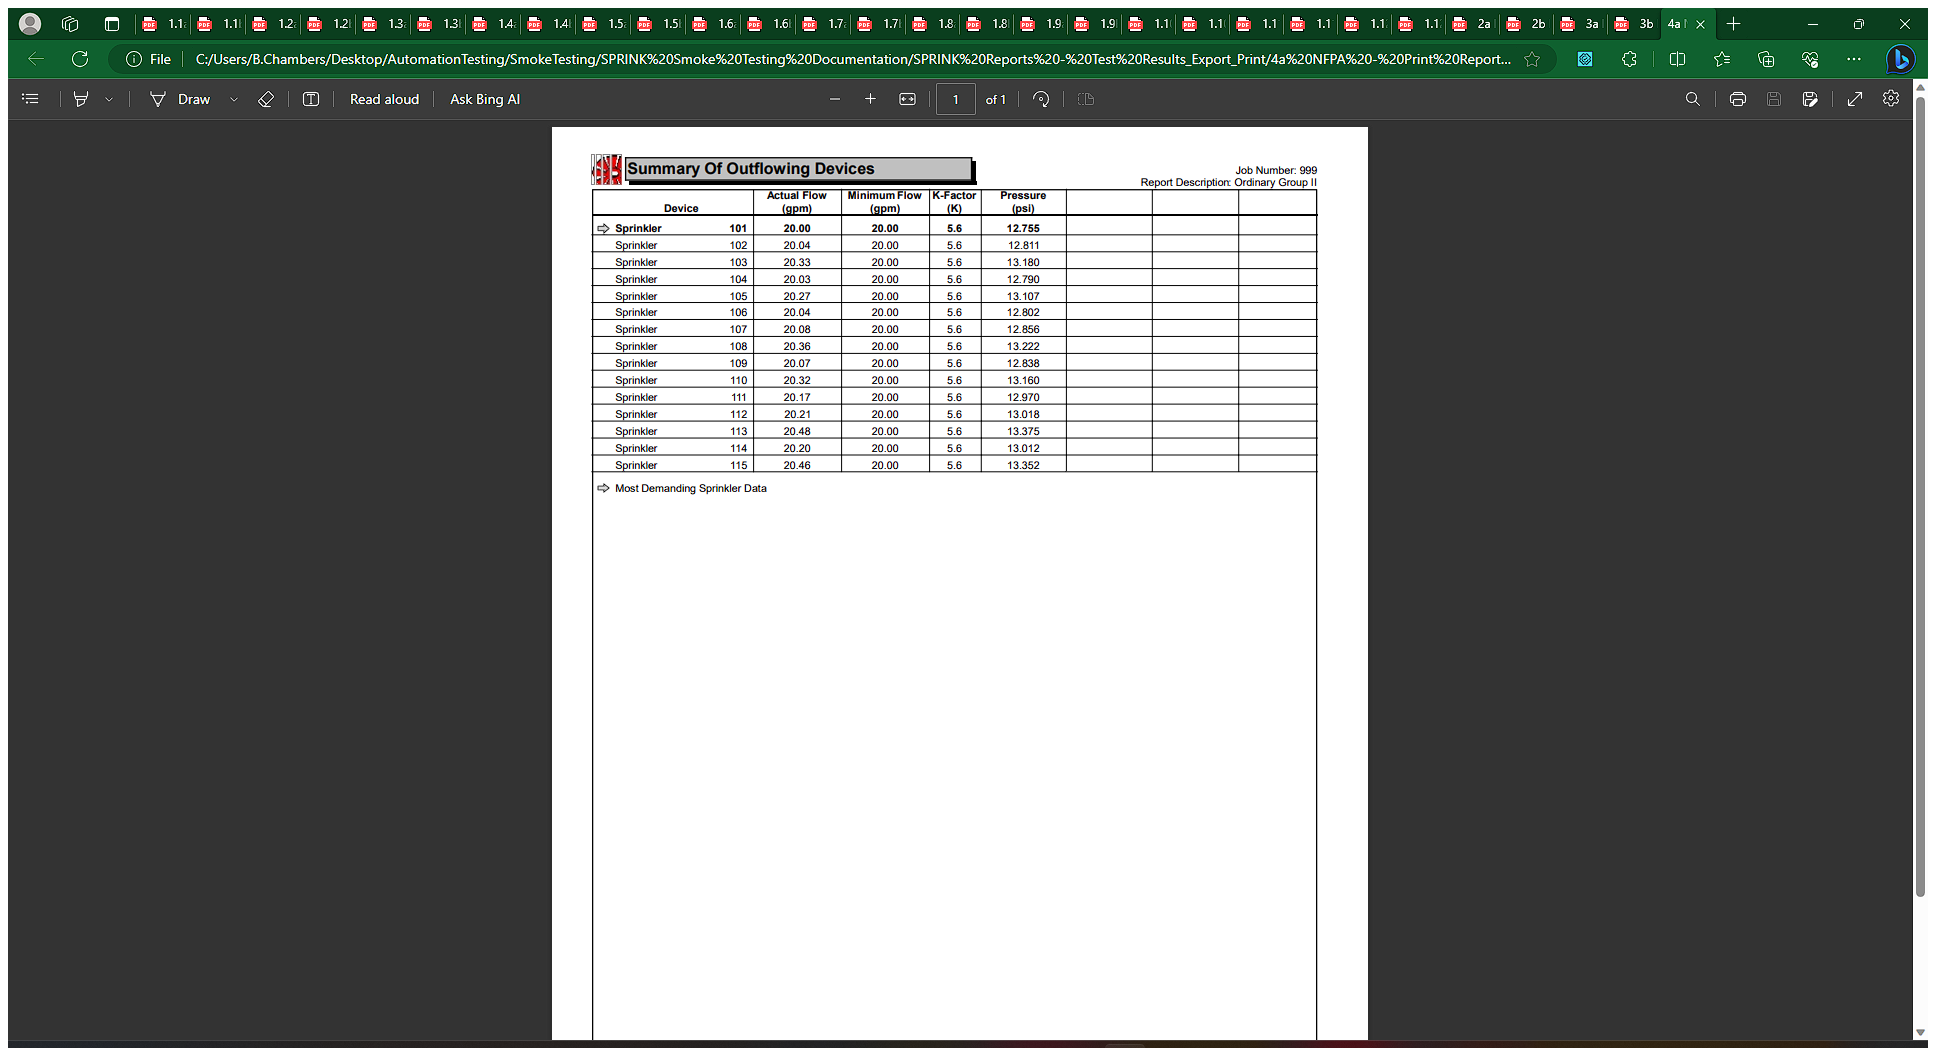 1.1 1.1 1.2 1.2 1.3 1.3 1.4 1.4 1.5 1.5 1.6 1.6 1.7 1.7 1.8 1.8 1.9 1.9 1.1 1.1 1.1 1.1 1.1 1.1 2a 2b 3a 3b 4a
File C:/Users/B.Chambers/Desktop/AutomationTesting/SmokeTesting/SPRINK%20Smoke%20Testing%20Documentation/SPRINK%20Reports%20-%20Test%20Results_Export_Print/4a%20NFPA%20-%20Print%20Report...
Draw Read aloud Ask Bing AI 1 of 1
Summary Of Outflowing Devices
Job Number: 999
Report Description: Ordinary Group II
Device Actual Flow (gpm) Minimum Flow (gpm) K-Factor (K) Pressure (psi)
Sprinkler 101 20.00 20.00 5.6 12.755
Sprinkler 102 20.04 20.00 5.6 12.811
Sprinkler 103 20.33 20.00 5.6 13.180
Sprinkler 104 20.03 20.00 5.6 12.790
Sprinkler 105 20.27 20.00 5.6 13.107
Sprinkler 106 20.04 20.00 5.6 12.802
Sprinkler 107 20.08 20.00 5.6 12.856
Sprinkler 108 20.36 20.00 5.6 13.222
Sprinkler 109 20.07 20.00 5.6 12.838
Sprinkler 110 20.32 20.00 5.6 13.160
Sprinkler 111 20.17 20.00 5.6 12.970
Sprinkler 112 20.21 20.00 5.6 13.018
Sprinkler 113 20.48 20.00 5.6 13.375
Sprinkler 114 20.20 20.00 5.6 13.012
Sprinkler 115 20.46 20.00 5.6 13.352
Most Demanding Sprinkler Data